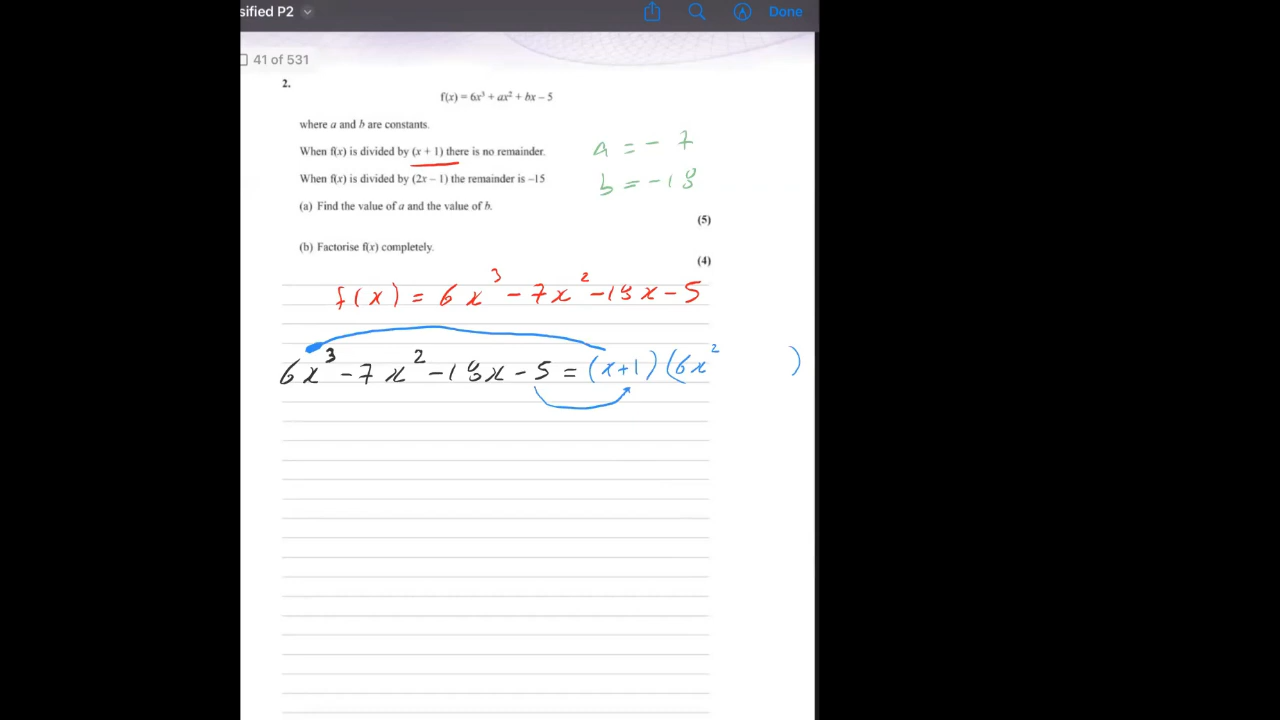 sified P2
Done
41 of 531
2.
f(x) = 6x³ + ax² + bx – 5
where a and b are constants.
When f(x) is divided by (x + 1) there is no remainder.
When f(x) is divided by (2x – 1) the remainder is –15
(a) Find the value of a and the value of b.
(5)
(b) Factorise f(x) completely.
(4)
a = - 7
b = -18
f(x) = 6x³ - 7x² - 18x - 5
6x³ - 7x² - 18x - 5 = (x+1)(6x² )